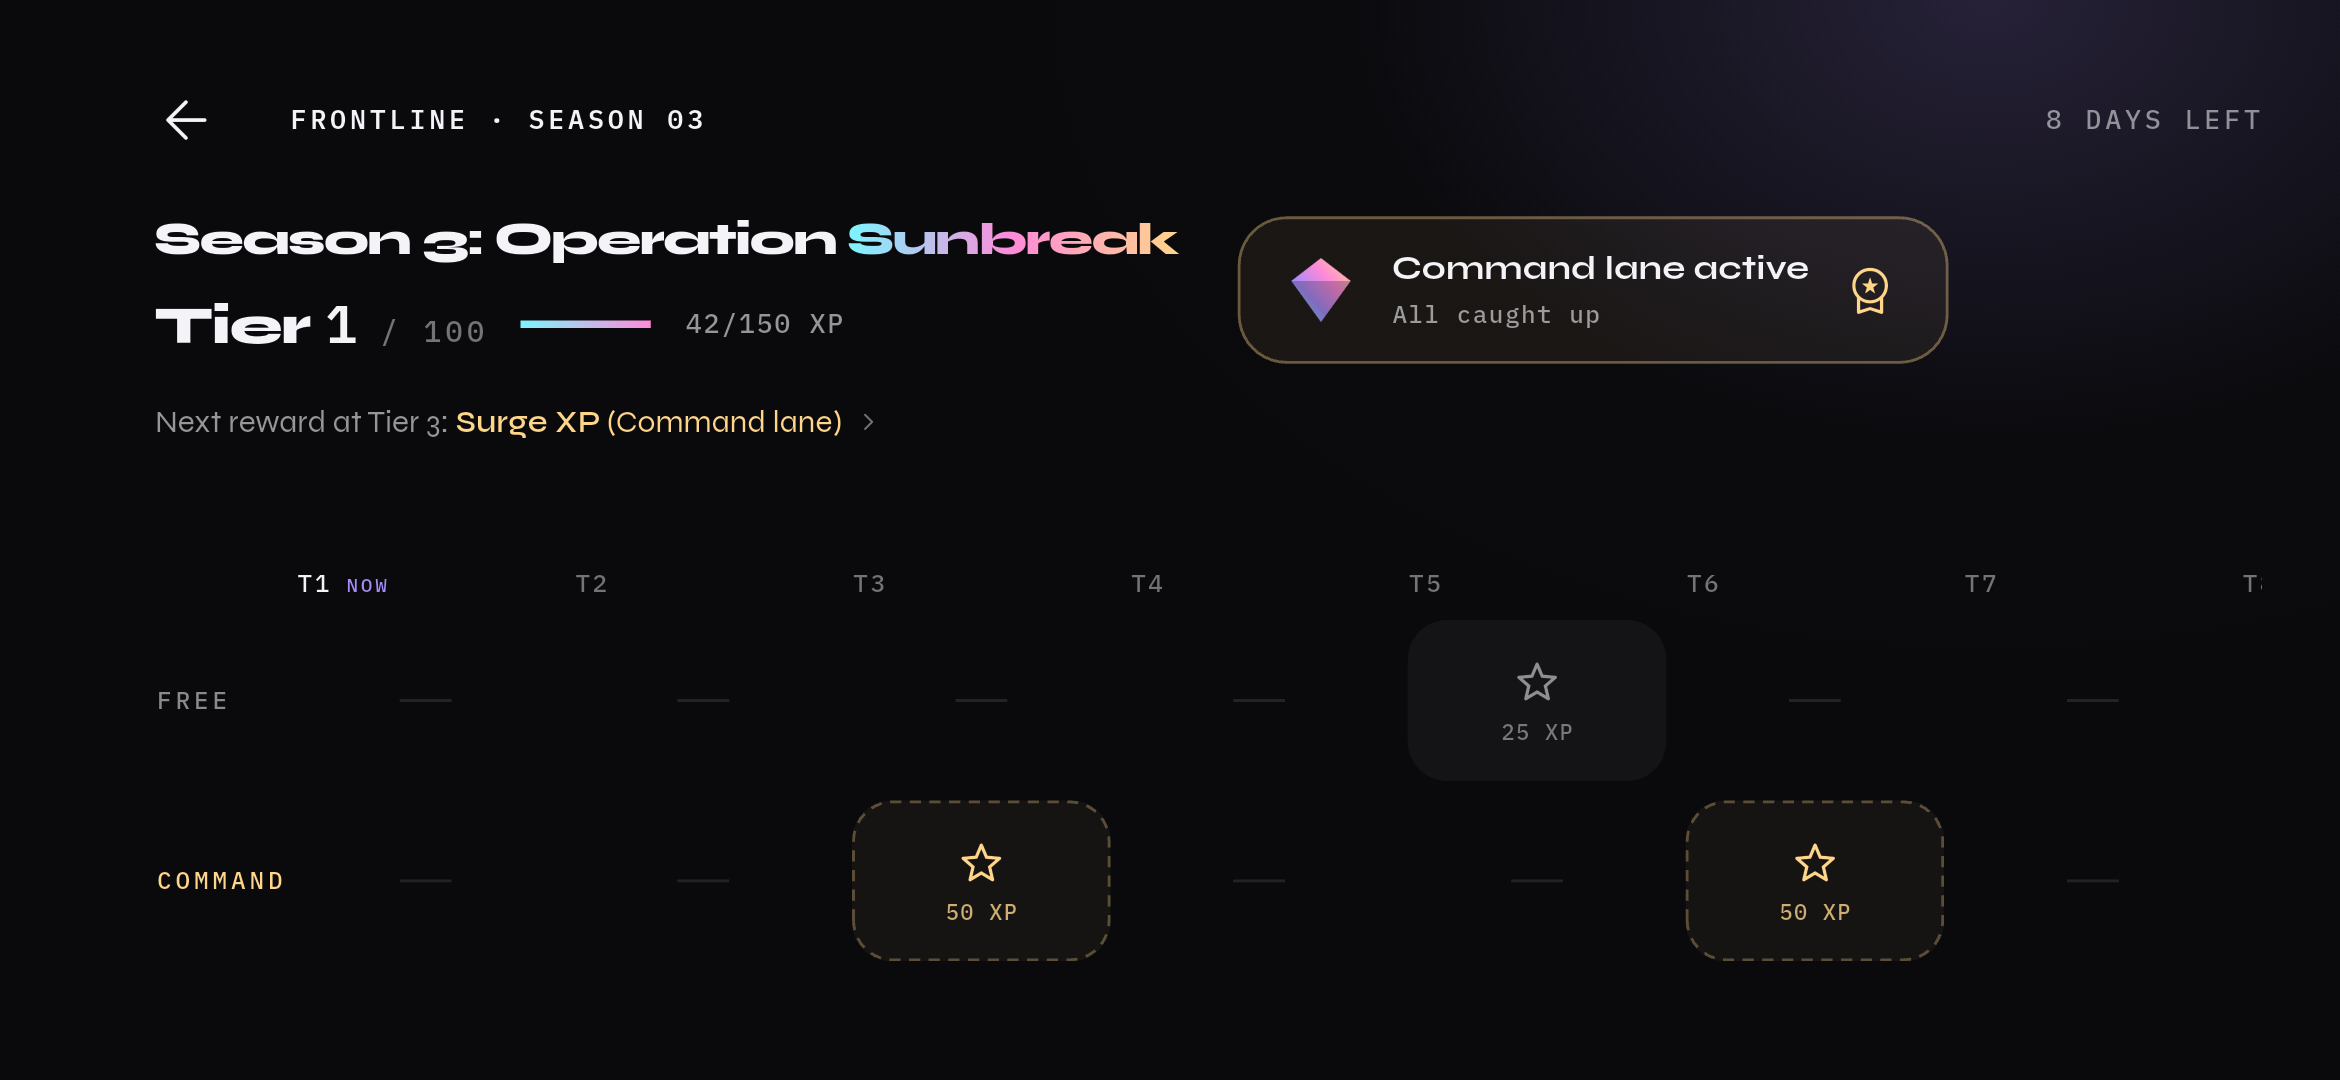 FRONTLINE · SEASON 03
8 DAYS LEFT
Season 3: Operation Sunbreak
Tier 1 / 100
42/150 XP
Command lane active
All caught up
Next reward at Tier 3: Surge XP (Command lane)
T1 NOW
T2
T3
T4
T5
T6
T7
FREE
25 XP
COMMAND
50 XP
50 XP